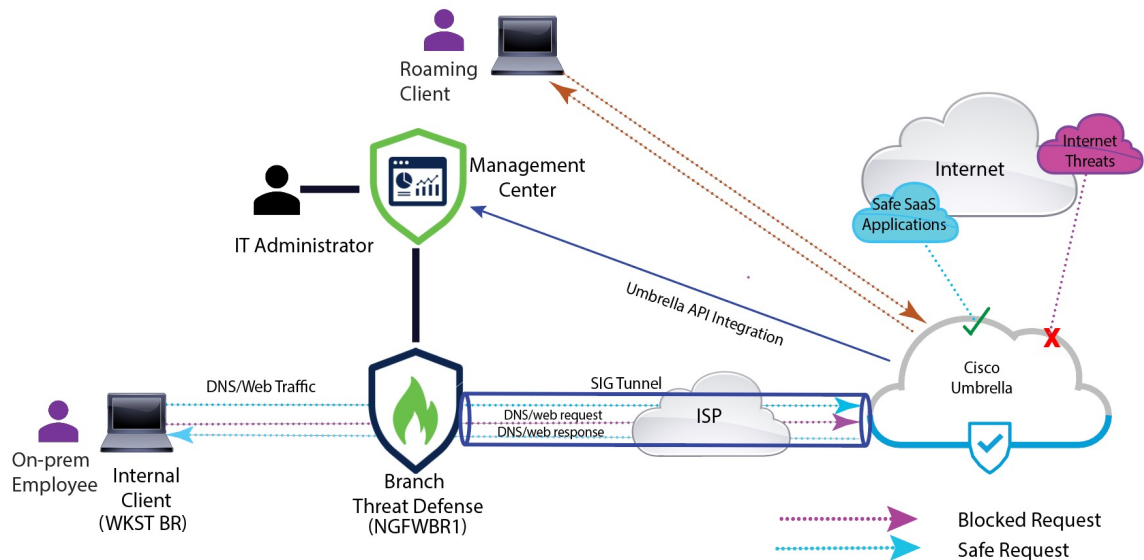 Roaming
Client
Management
Center
IT Administrator
Internet
Internet
Threats
Safe SaaS
Applications
Umbrella API Integration
Cisco
Umbrella
DNS/Web Traffic
SIG Tunnel
ISP
DNS/web request
DNS/web response
On-prem
Employee
Internal
Client
(WKST BR)
Branch
Threat Defense
(NGFWBR1)
X
Blocked Request
Safe Request